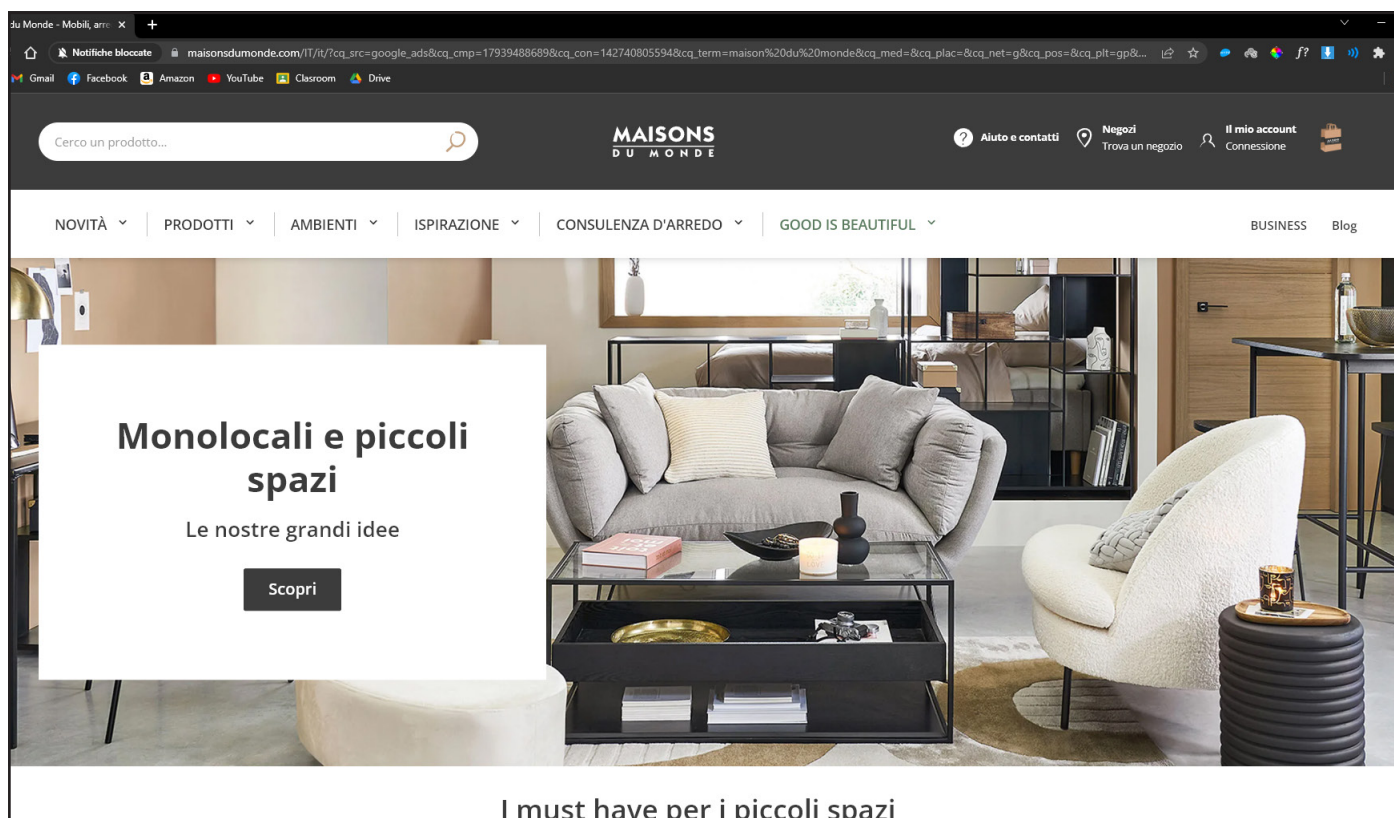 du Monde - Mobili, arre
Notifiche bloccate
maisonsdumonde.com/IT/it/?cq_src=google_ads&cq_cmp=17939488689&cq_con=142740805594&cq_term=maison%20du%20monde&cq_med=&cq_plac=&cq_net=g&cq_pos=&cq_plt=gp&...
f?
Gmail
Facebook
Amazon
YouTube
Clasroom
Drive
Cerco un prodotto...
MAISONS
DU MONDE
Aiuto e contatti
Negozi
Trova un negozio
Il mio account
Connessione
NOVITÀ
PRODOTTI
AMBIENTI
ISPIRAZIONE
CONSULENZA D'ARREDO
GOOD IS BEAUTIFUL
BUSINESS
Blog
Monolocali e piccoli
spazi
Le nostre grandi idee
Scopri
I must have per i piccoli spazi